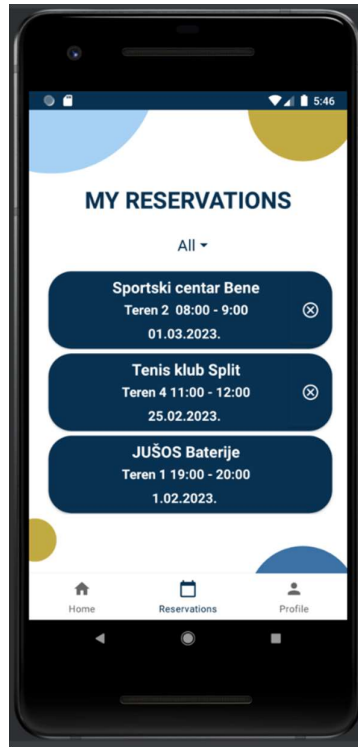 5:46
MY RESERVATIONS
All
Sportski centar Bene
Teren 2 08:00 - 9:00
01.03.2023.
Tenis klub Split
Teren 4 11:00 - 12:00
25.02.2023.
JUŠOS Baterije
Teren 1 19:00 - 20:00
1.02.2023.
Home
Reservations
Profile